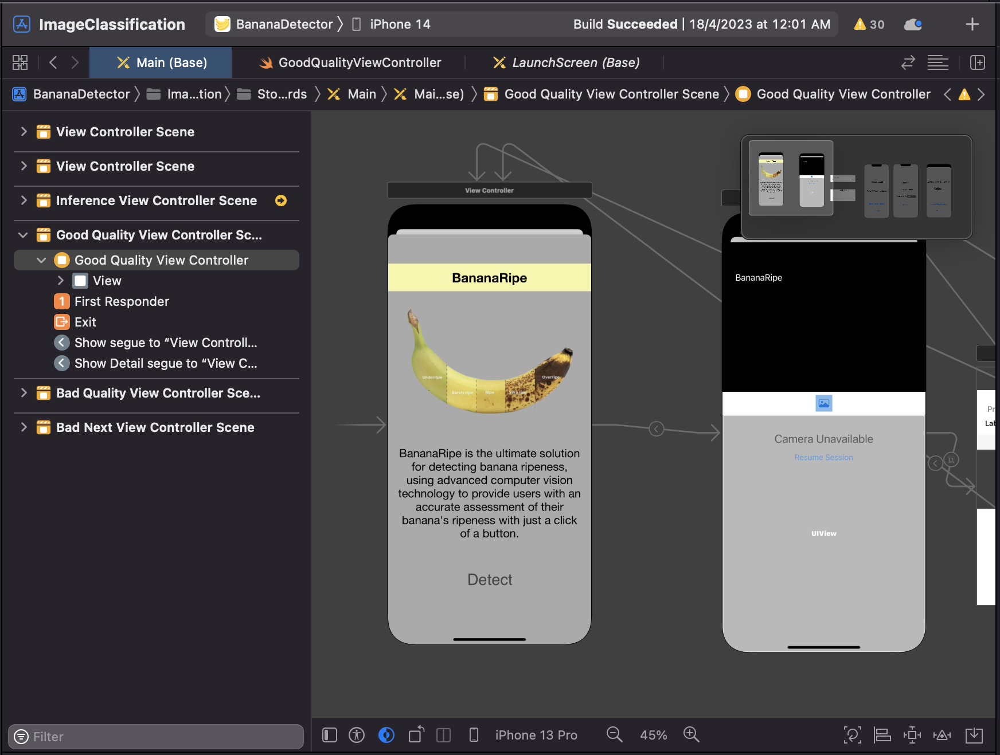 ImageClassification
BananaDetector
iPhone 14
Build Succeeded | 18/4/2023 at 12:01 AM
30
Main (Base)
GoodQualityViewController
LaunchScreen (Base)
BananaDetector
Ima...tion
Sto...rds
Main
Mai...se)
Good Quality View Controller Scene
Good Quality View Controller
View Controller Scene
View Controller Scene
Inference View Controller Scene
Good Quality View Controller Sc...
Good Quality View Controller
View
1 First Responder
Exit
Show segue to “View Controll...
Show Detail segue to “View C...
Bad Quality View Controller Sce...
Bad Next View Controller Scene
Filter
View Controller
BananaRipe
Underripe
Barely ripe
Ripe
Very ripe
Overripe
BananaRipe is the ultimate solution
for detecting banana ripeness,
using advanced computer vision
technology to provide users with an
accurate assessment of their
banana's ripeness with just a click
of a button.
Detect
BananaRipe
Camera Unavailable
Resume Session
UIView
Pr
Lab
iPhone 13 Pro
45%